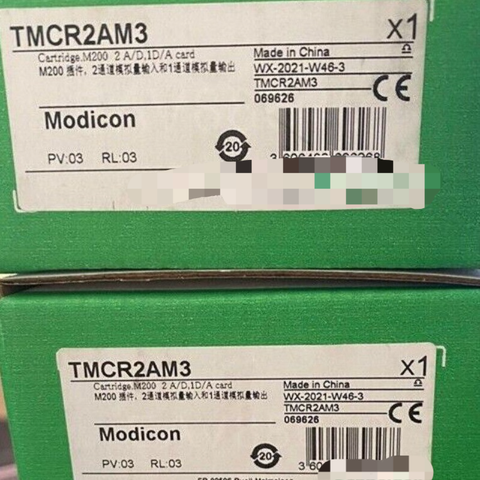 TMCR2AM3 x1
Cartridge.M200 2 A/D,1D/A card
M200 插件，2通道模拟量输入和1通道模拟量输出
Made in China
WX-2021-W46-3
TMCR2AM3
069626
CE
Modicon
20
PV:03 RL:03
TMCR2AM3 x1
Cartridge.M200 2 A/D,1D/A card
M200 插件，2通道模拟量输入和1通道模拟量输出
Made in China
WX-2021-W46-3
TMCR2AM3
069626
CE
Modicon
20
PV:03 RL:03